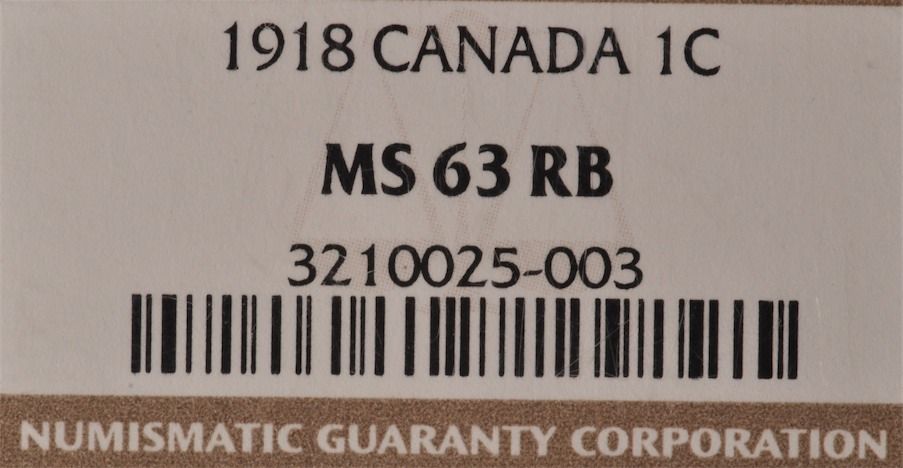 1918 CANADA 1C
MS 63 RB
3210025-003
NUMISMATIC GUARANTY CORPORATION